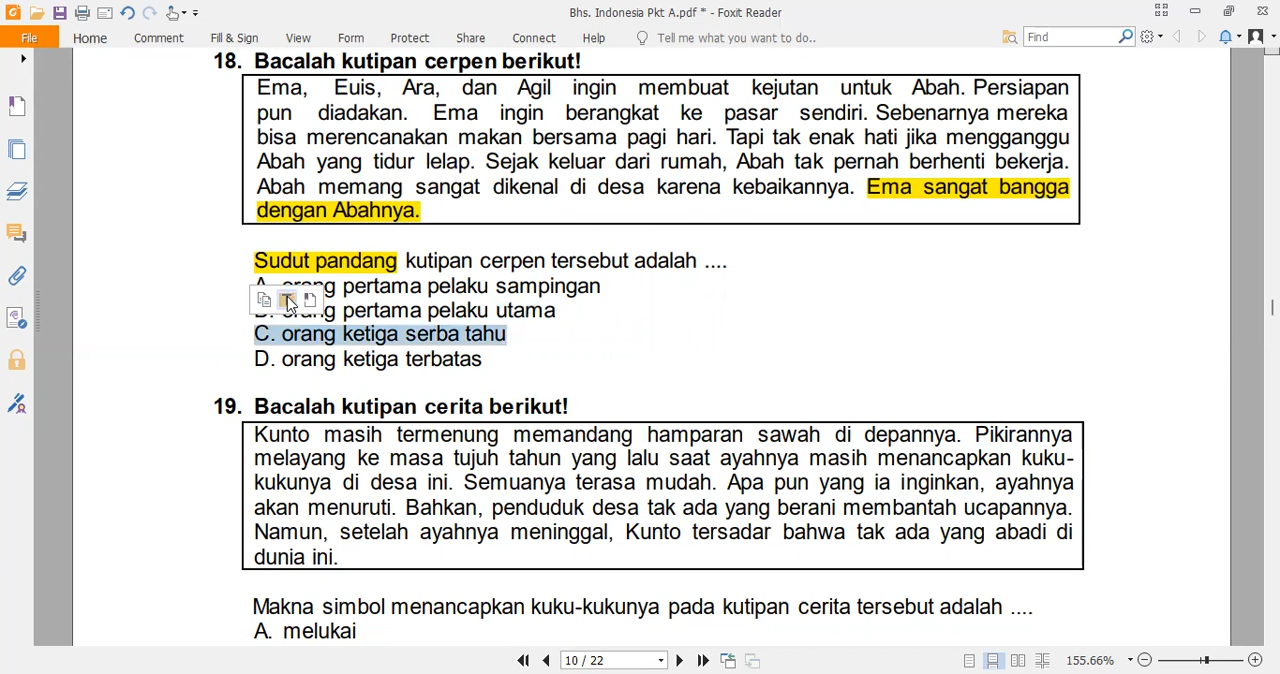 Bhs. Indonesia Pkt A.pdf * - Foxit Reader
File Home Comment Fill & Sign View Form Protect Share Connect Help Tell me what you want to do.. Find
18. Bacalah kutipan cerpen berikut!
Ema, Euis, Ara, dan Agil ingin membuat kejutan untuk Abah. Persiapan
pun diadakan. Ema ingin berangkat ke pasar sendiri. Sebenarnya mereka
bisa merencanakan makan bersama pagi hari. Tapi tak enak hati jika mengganggu
Abah yang tidur lelap. Sejak keluar dari rumah, Abah tak pernah berhenti bekerja.
Abah memang sangat dikenal di desa karena kebaikannya. Ema sangat bangga
dengan Abahnya.
Sudut pandang kutipan cerpen tersebut adalah ....
A. orang pertama pelaku sampingan
B. orang pertama pelaku utama
C. orang ketiga serba tahu
D. orang ketiga terbatas
19. Bacalah kutipan cerita berikut!
Kunto masih termenung memandang hamparan sawah di depannya. Pikirannya
melayang ke masa tujuh tahun yang lalu saat ayahnya masih menancapkan kuku-
kukunya di desa ini. Semuanya terasa mudah. Apa pun yang ia inginkan, ayahnya
akan menuruti. Bahkan, penduduk desa tak ada yang berani membantah ucapannya.
Namun, setelah ayahnya meninggal, Kunto tersadar bahwa tak ada yang abadi di
dunia ini.
Makna simbol menancapkan kuku-kukunya pada kutipan cerita tersebut adalah ....
A. melukai
10 / 22 155.66%